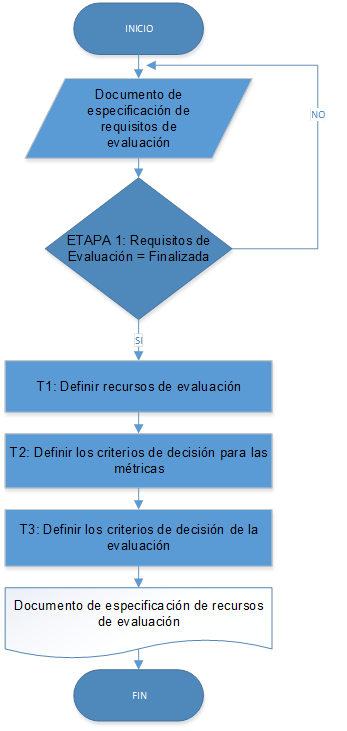 INICIO
Documento de
especificación de
requisitos de
evaluación
NO
ETAPA 1: Requisitos de
Evaluación = Finalizada
SI
T1: Definir recursos de evaluación
T2: Definir los criterios de decisión para las
métricas
T3: Definir los criterios de decisión de la
evaluación
Documento de especificación de recursos
de evaluación
FIN